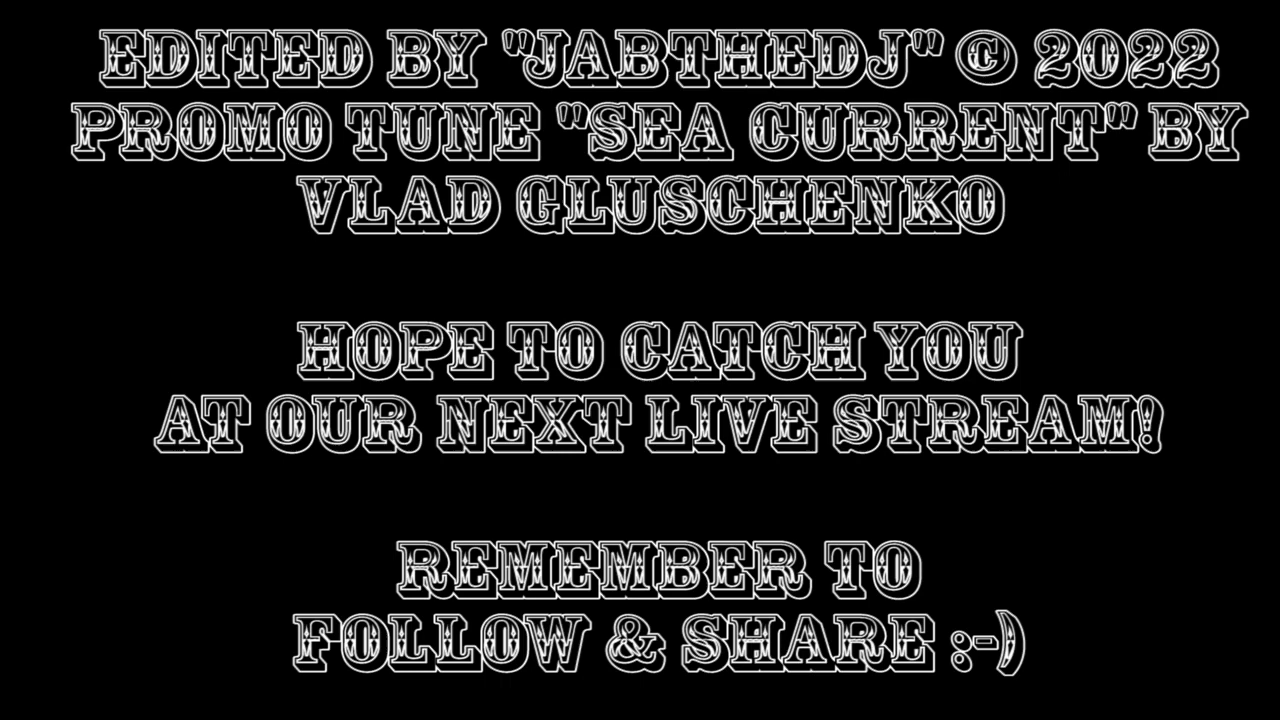 EDITED BY "JABTHEDJ" © 2022
PROMO TUNE "SEA CURRENT" BY
VLAD GLUSCHENKO
HOPE TO CATCH YOU
AT OUR NEXT LIVE STREAM!
REMEMBER TO
FOLLOW & SHARE :-)